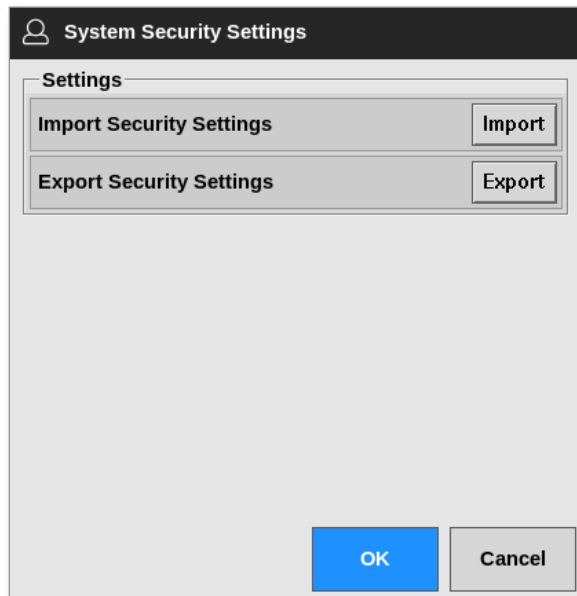 System Security Settings
Settings
Import Security Settings Import
Export Security Settings Export
OK Cancel